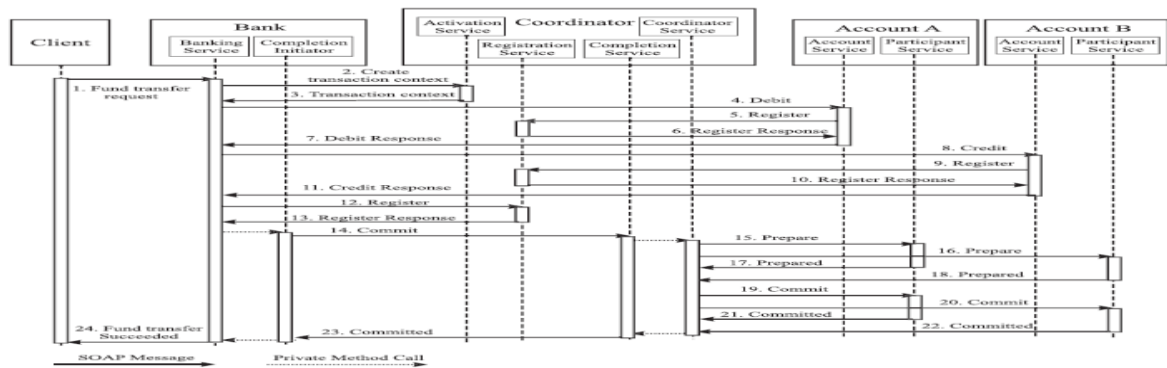 Client
Bank
Banking
Service
Completion
Initiator
Coordinator
Activation
Service
Registration
Service
Completion
Service
Coordinator
Service
Account A
Account
Service
Participant
Service
Account B
Account
Service
Participant
Service
1. Fund transfer
request
2. Create
transaction context
3. Transaction context
4. Debit
5. Register
6. Register Response
7. Debit Response
8. Credit
9. Register
10. Register Response
11. Credit Response
12. Register
13. Register Response
14. Commit
15. Prepare
16. Prepare
17. Prepared
18. Prepared
19. Commit
20. Commit
21. Committed
22. Committed
23. Committed
24. Fund transfer
Succeeded
SOAP Message
Private Method Call